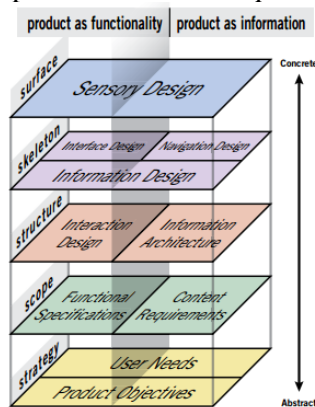 product as functionality product as information
Concrete
surface
Sensory Design
skeleton
Interface Design Navigation Design
Information Design
structure
Interaction Information
Design Architecture
scope
Functional Content
Specifications Requirements
strategy
User Needs
Product Objectives
Abstract